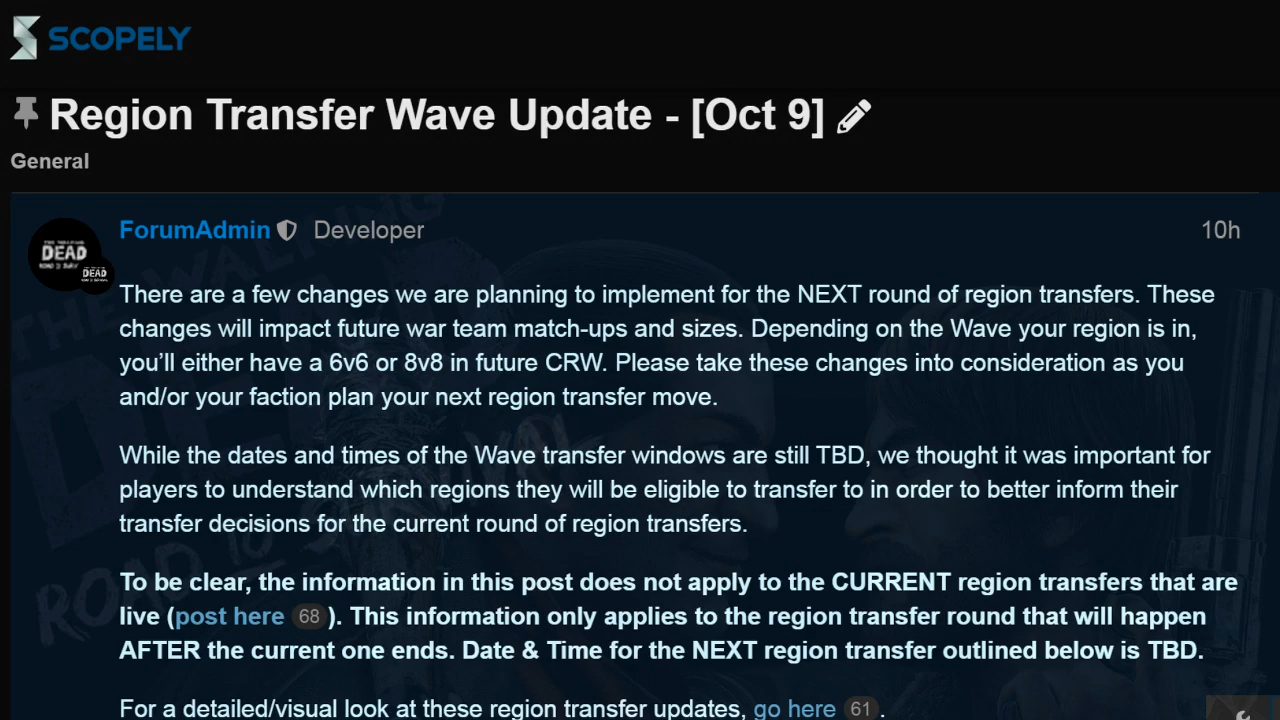 SCOPELY
Region Transfer Wave Update - [Oct 9]
General
ForumAdmin Developer 10h
There are a few changes we are planning to implement for the NEXT round of region transfers. These
changes will impact future war team match-ups and sizes. Depending on the Wave your region is in,
you’ll either have a 6v6 or 8v8 in future CRW. Please take these changes into consideration as you
and/or your faction plan your next region transfer move.
While the dates and times of the Wave transfer windows are still TBD, we thought it was important for
players to understand which regions they will be eligible to transfer to in order to better inform their
transfer decisions for the current round of region transfers.
To be clear, the information in this post does not apply to the CURRENT region transfers that are
live (post here 68). This information only applies to the region transfer round that will happen
AFTER the current one ends. Date & Time for the NEXT region transfer outlined below is TBD.
For a detailed/visual look at these region transfer updates, go here 61.